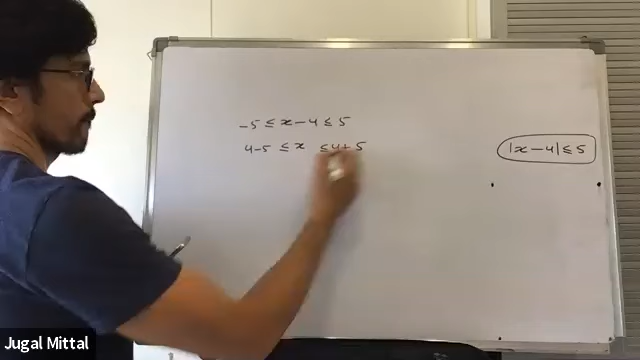 -5 ≤ x-4 ≤ 5
4-5 ≤ x ≤ 4+5
|x-4| ≤ 5
Jugal Mittal